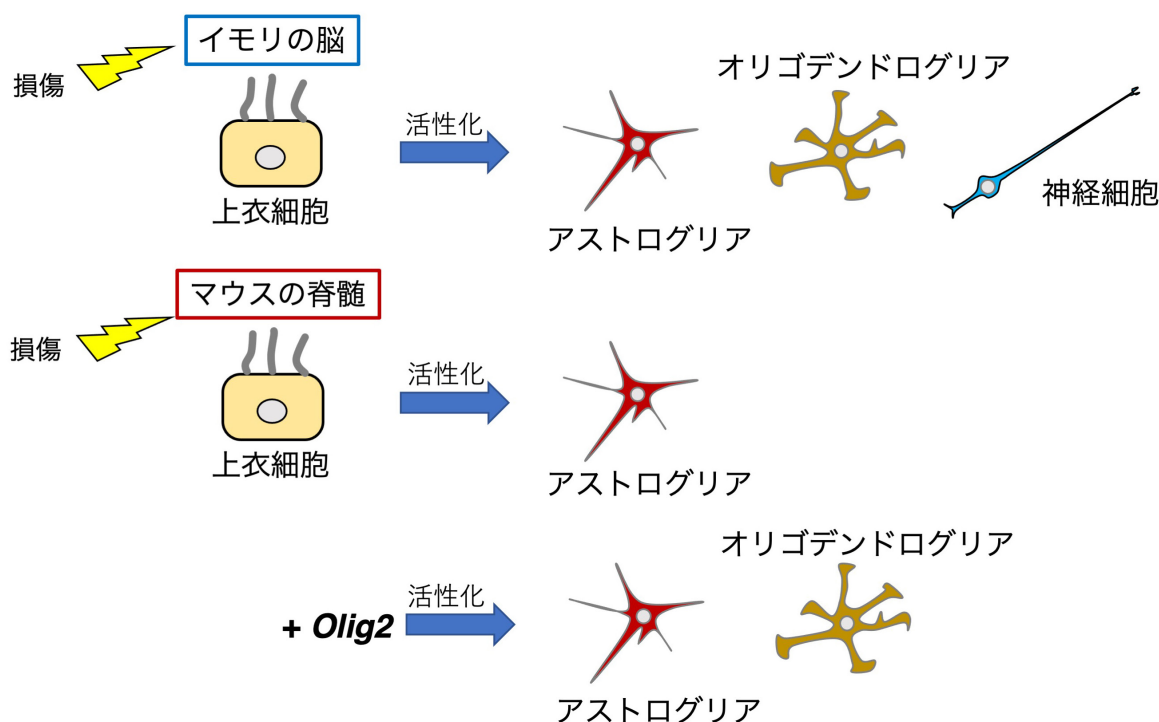 イモリの脳
損傷
上衣細胞
活性化
アストログリア
オリゴデンドログリア
神経細胞
マウスの脊髄
損傷
上衣細胞
活性化
アストログリア
+ Olig2
活性化
アストログリア
オリゴデンドログリア